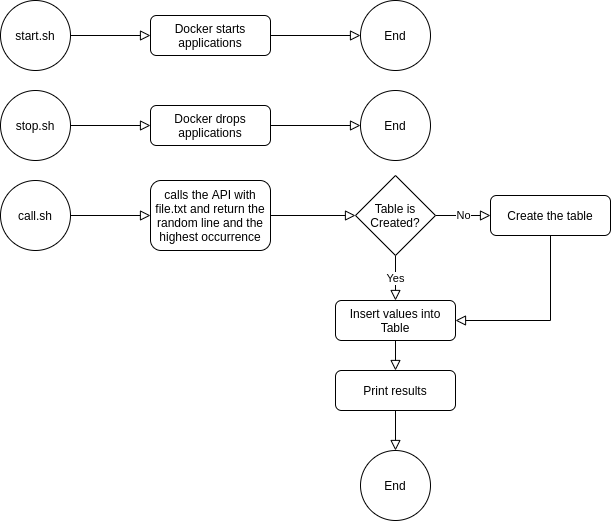 start.sh
Docker starts
applications
End
stop.sh
Docker drops
applications
End
call.sh
calls the API with
file.txt and return the
random line and the
highest occurrence
Table is
Created?
No
Create the table
Yes
Insert values into
Table
Print results
End